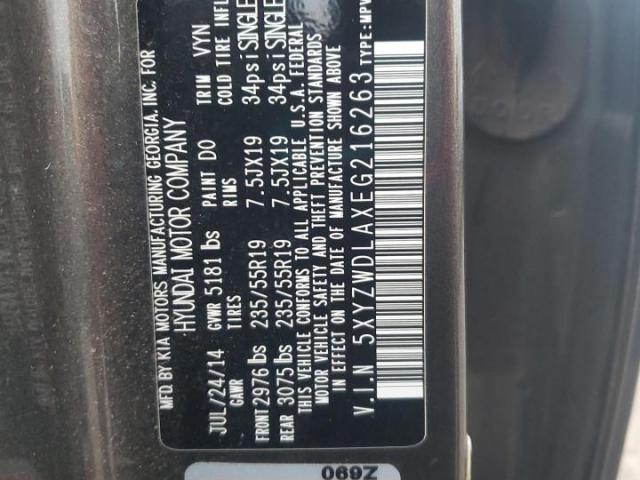 MFD BY KIA MOTORS MANUFACTURING GEORGIA, INC. FOR
HYUNDAI MOTOR COMPANY
JUL/24/14 GVWR 5181 lbs PAINT DO TRIM VYN
GAWR TIRES RIMS COLD TIRE INFL
FRONT 2976 lbs 235/55R19 7.5JX19 34psi SINGLE
REAR 3075 lbs 235/55R19 7.5JX19 34psi SINGLE
THIS VEHICLE CONFORMS TO ALL APPLICABLE U.S.A. FEDERAL
MOTOR VEHICLE SAFETY AND THEFT PREVENTION STANDARDS
IN EFFECT ON THE DATE OF MANUFACTURE SHOWN ABOVE
V.I.N 5XYZWDLAXEG216263 TYPE:MPV
Z690